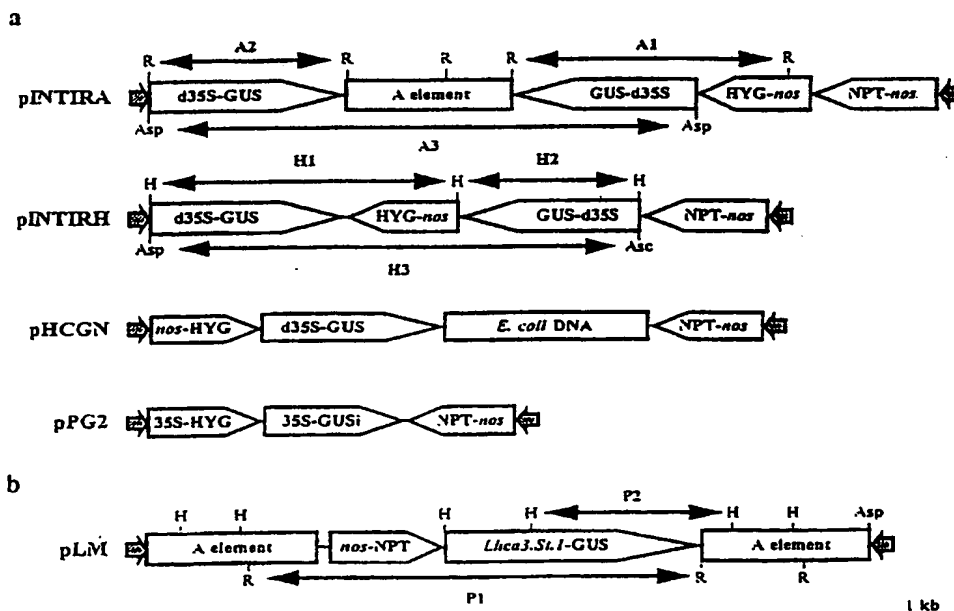 a
A2
A1
R R R R R
pINTIRA d35S-GUS A element GUS-d35S HYG-nos NPT-nos
Asp Asp
A3
H1 H2
H H H
pINTIRH d35S-GUS HYG-nos GUS-d35S NPT-nos
Asp Asc
H3
pHCGN nos-HYG d35S-GUS E. coli DNA NPT-nos
pPG2 35S-HYG 35S-GUSi NPT-nos
b
P2
H H H H H H Asp
pLM A element nos-NPT Lhca3.St.1-GUS A element
R R R
P1
1 kb